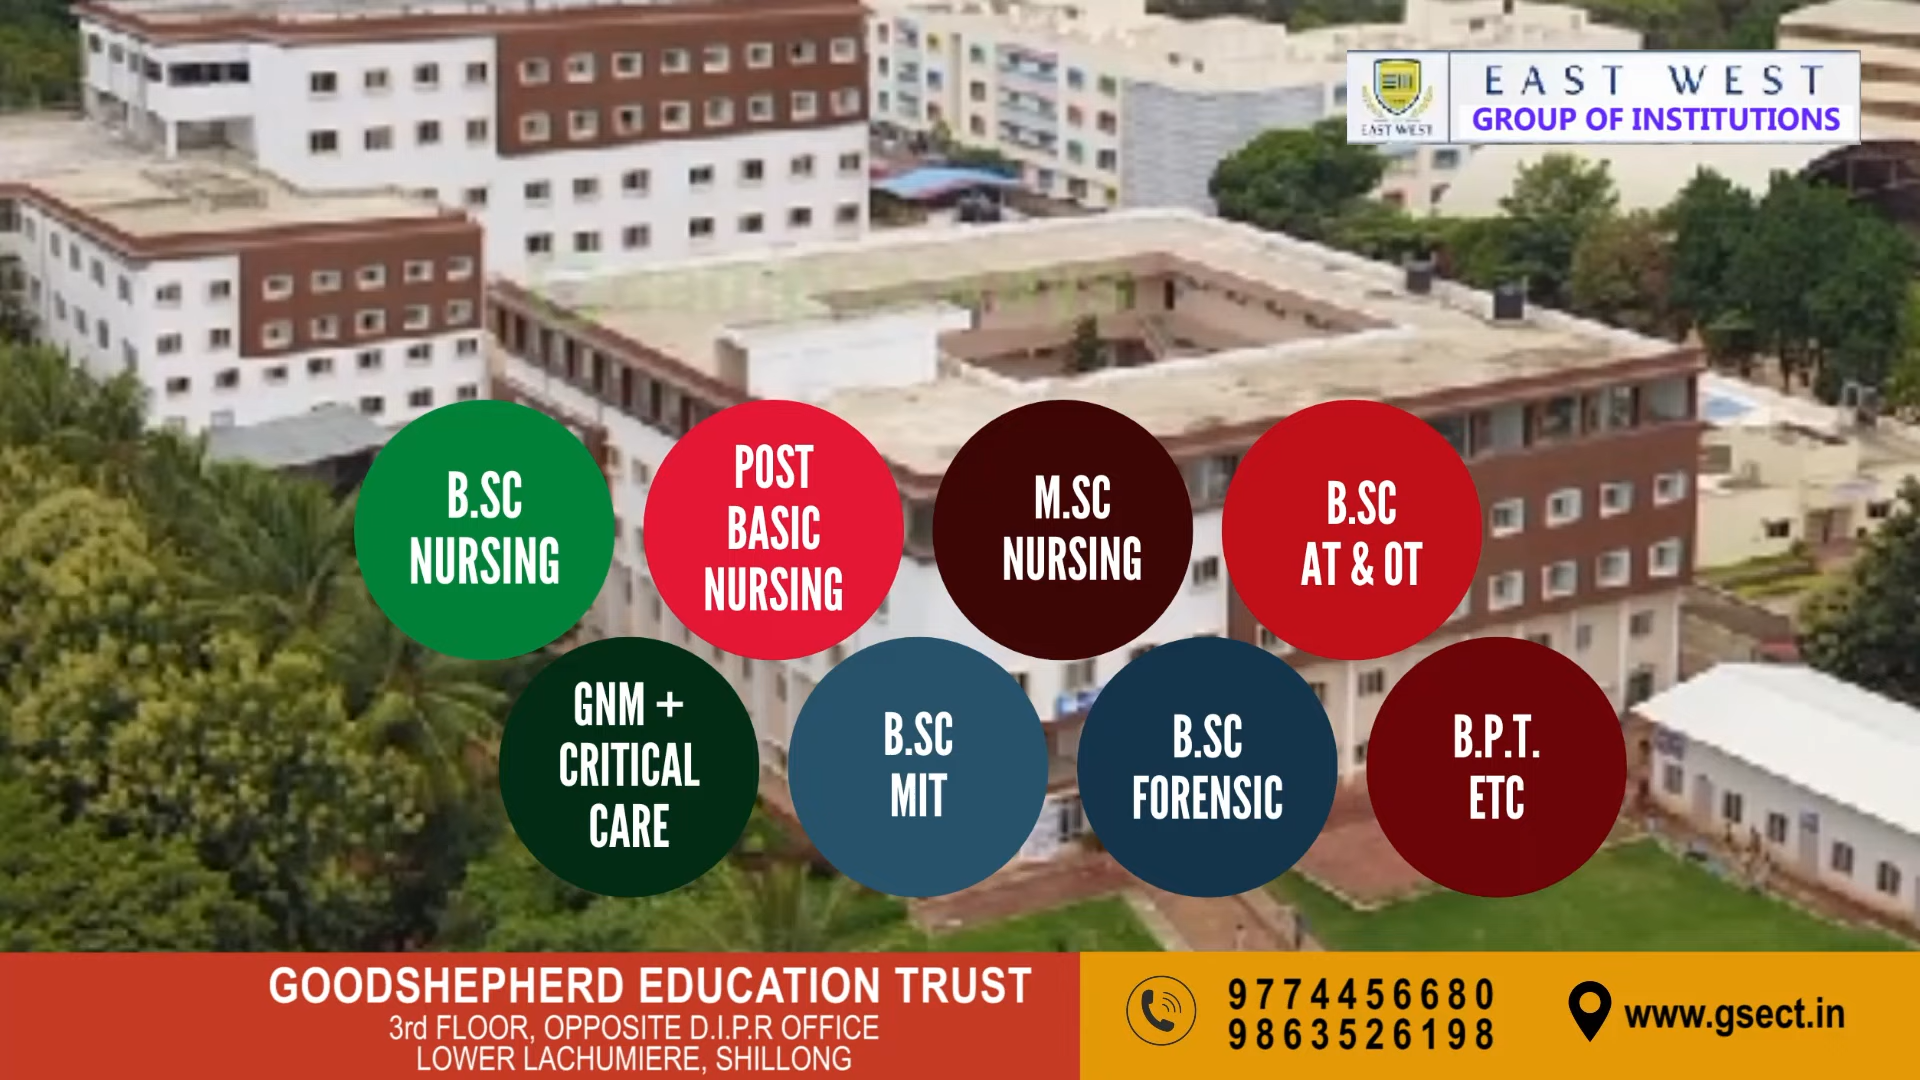 EAST WEST
GROUP OF INSTITUTIONS
EAST WEST
B.SC
NURSING
POST
BASIC
NURSING
M.SC
NURSING
B.SC
AT & OT
GNM +
CRITICAL
CARE
B.SC
MIT
B.SC
FORENSIC
B.P.T.
ETC
GOODSHEPHERD EDUCATION TRUST
3rd FLOOR, OPPOSITE D.I.P.R OFFICE
LOWER LACHUMIERE, SHILLONG
9774456680
9863526198
www.gsect.in